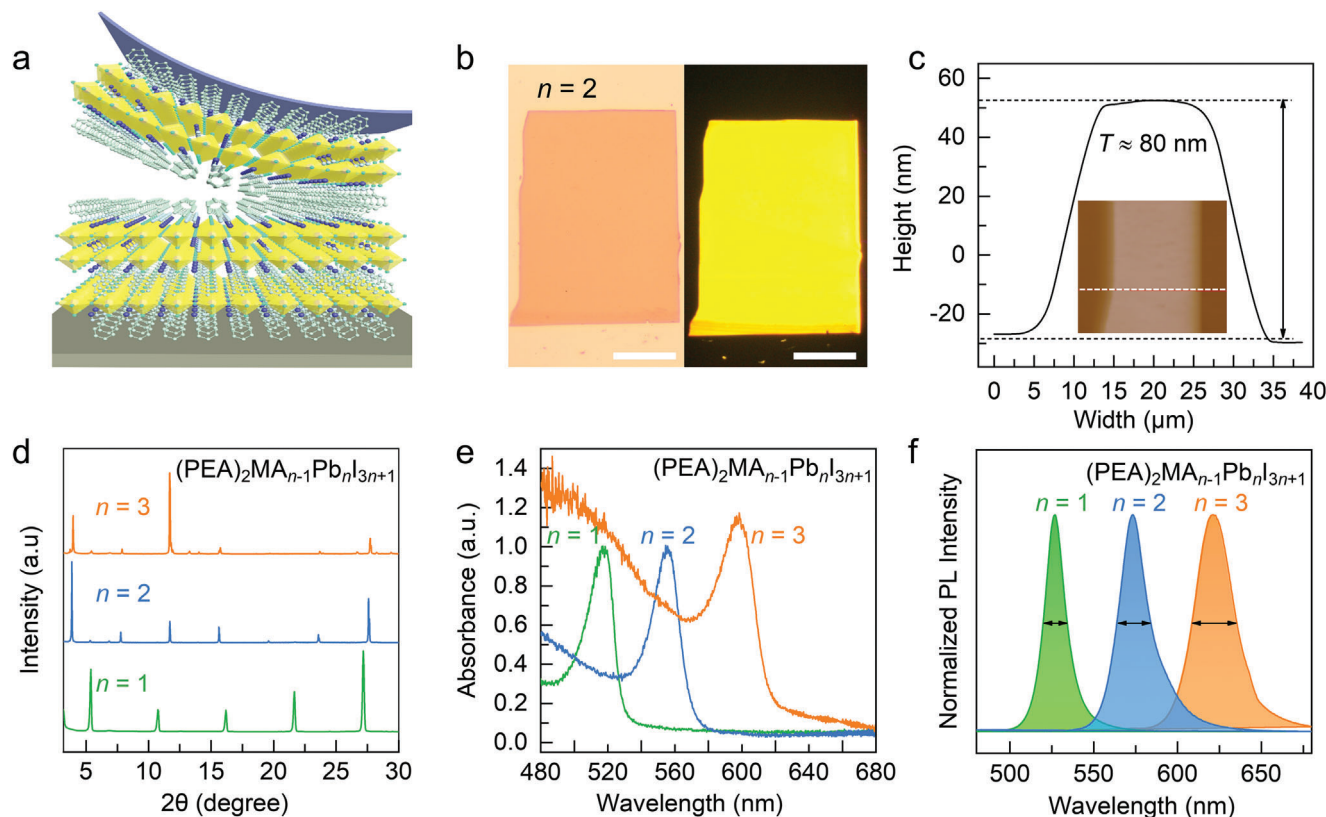 a
b
n = 2
c
60
40
20
0
-20
T ≈ 80 nm
Height (nm)
0 5 10 15 20 25 30 35 40
Width (µm)
d
(PEA)₂MAₙ₋₁PbₙI₃ₙ₊₁
n = 3
n = 2
n = 1
Intensity (a.u)
5 10 15 20 25 30
2θ (degree)
e
(PEA)₂MAₙ₋₁PbₙI₃ₙ₊₁
1.4
1.2
1.0
0.8
0.6
0.4
0.2
0.0
n = 1
n = 2
n = 3
Absorbance (a.u.)
480 520 560 600 640 680
Wavelength (nm)
f
(PEA)₂MAₙ₋₁PbₙI₃ₙ₊₁
n = 1 n = 2 n = 3
Normalized PL Intensity
500 550 600 650
Wavelength (nm)